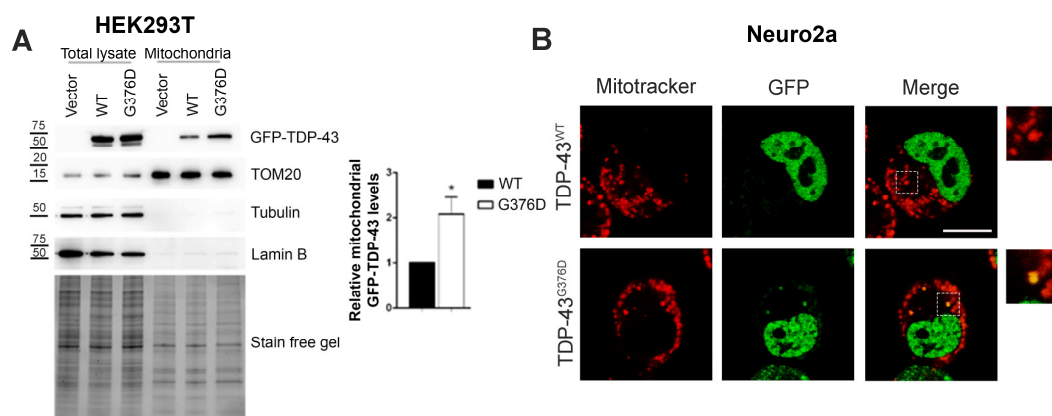 A
HEK293T
Total lysate Mitochondria
Vector
WT
G376D
Vector
WT
G376D
75
50
GFP-TDP-43
20
15
TOM20
50
Tubulin
75
50
Lamin B
Stain free gel
Relative mitochondrial
GFP-TDP-43 levels
3
2
1
0
*
WT
G376D
B
Neuro2a
Mitotracker GFP Merge
TDP-43WT
TDP-43G376D